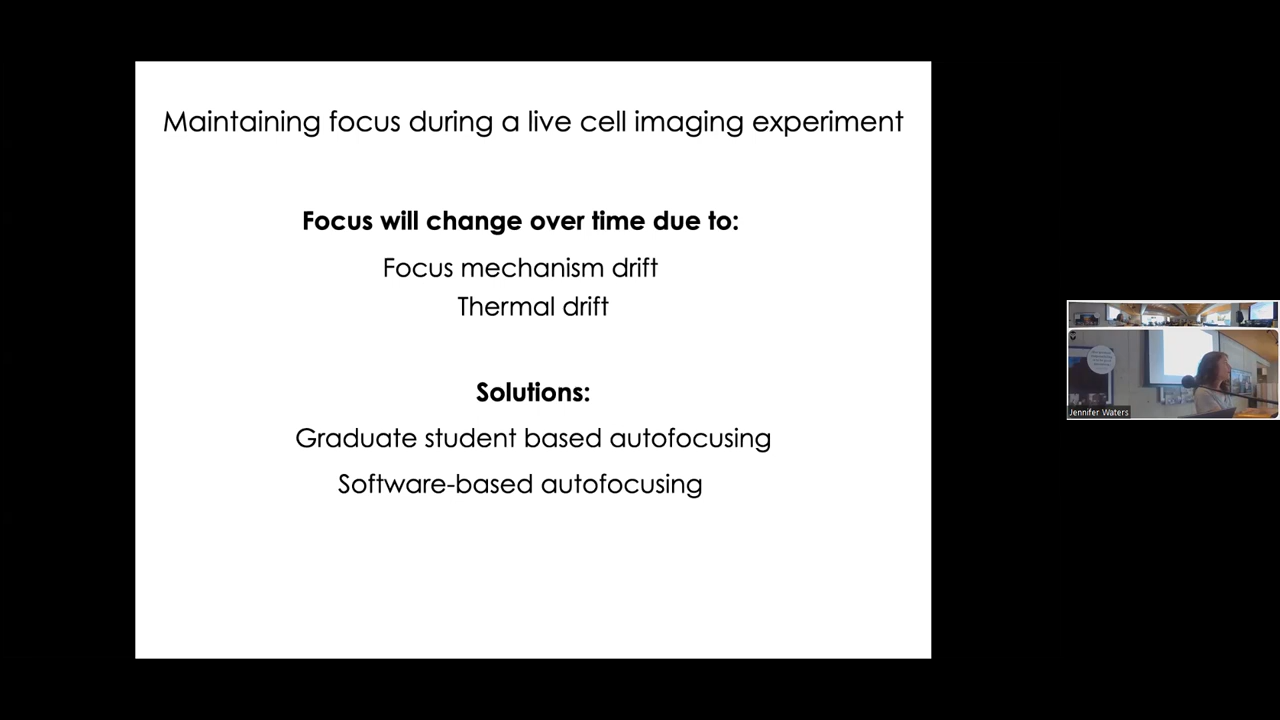 Maintaining focus during a live cell imaging experiment
Focus will change over time due to:
Focus mechanism drift
Thermal drift
Solutions:
Graduate student based autofocusing
Software-based autofocusing
Jennifer Waters